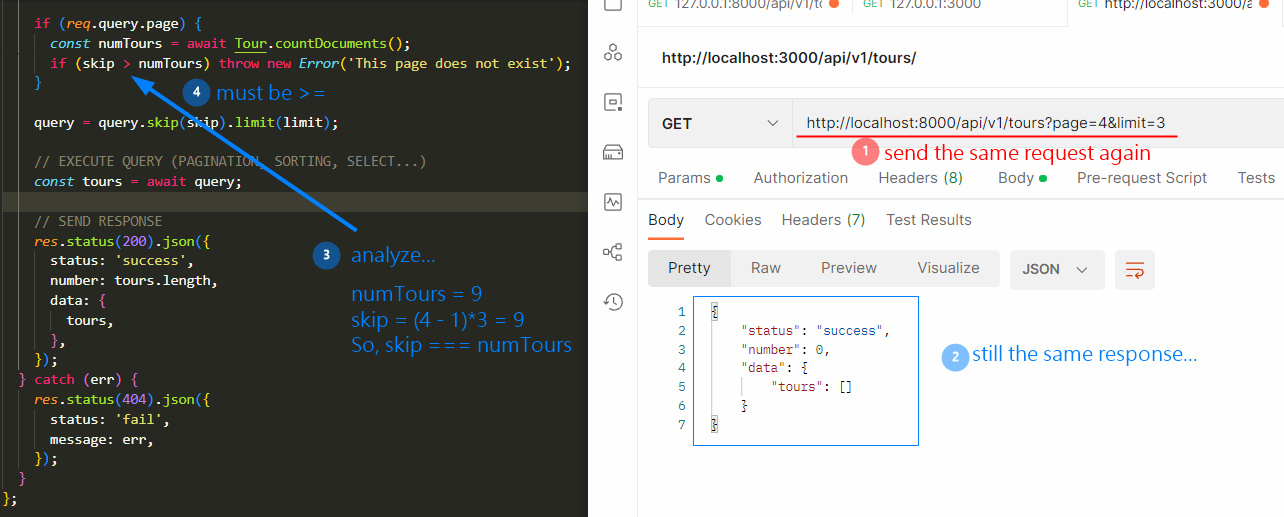 if (req.query.page) {
const numTours = await Tour.countDocuments();
if (skip > numTours) throw new Error('This page does not exist');
}
4 must be >=
query = query.skip(skip).limit(limit);
// EXECUTE QUERY (PAGINATION, SORTING, SELECT...)
const tours = await query;
// SEND RESPONSE
res.status(200).json({
status: 'success',
number: tours.length,
data: {
tours,
},
});
} catch (err) {
res.status(404).json({
status: 'fail',
message: err,
});
}
};
3 analyze...
numTours = 9
skip = (4 - 1)*3 = 9
So, skip === numTours
GET 127.0.0.1:8000/api/v1/t
GET 127.0.0.1:3000
GET http://localhost:3000/a
http://localhost:3000/api/v1/tours/
GET
http://localhost:8000/api/v1/tours?page=4&limit=3
1 send the same request again
Params Authorization Headers (8) Body Pre-request Script Tests
Body Cookies Headers (7) Test Results
Pretty Raw Preview Visualize JSON
1 {
2 "status": "success",
3 "number": 0,
4 "data": {
5 "tours": []
6 }
7 }
2 still the same response...